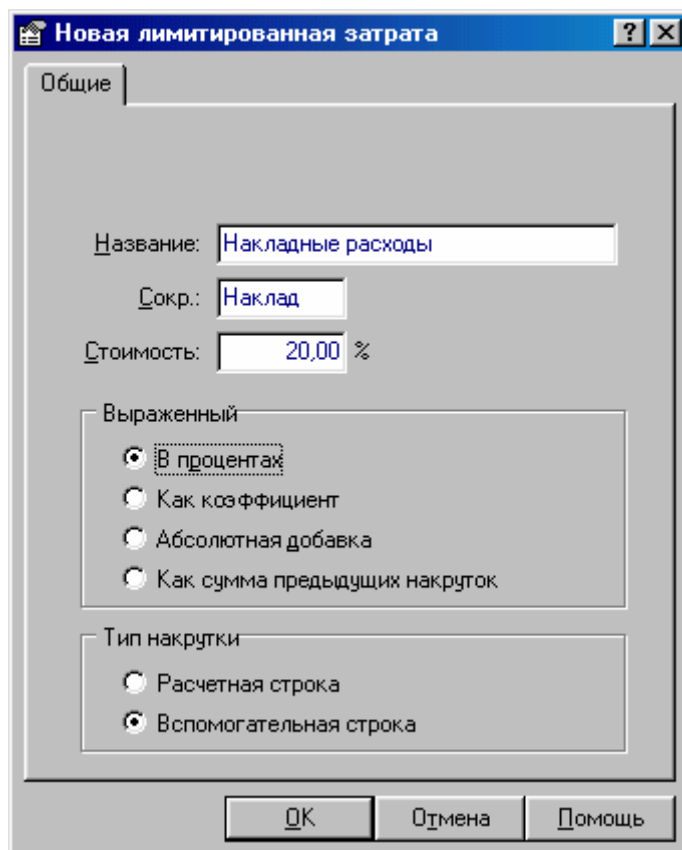 Новая лимитированная затрата
Общие
Название: Накладные расходы
Сокр.: Наклад
Стоимость: 20,00 %
Выраженный
В процентах
Как коэффициент
Абсолютная добавка
Как сумма предыдущих накруток
Тип накрутки
Расчетная строка
Вспомогательная строка
OK Отмена Помощь